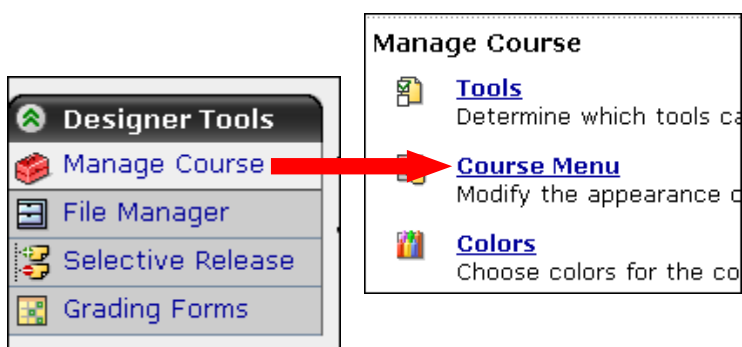 Designer Tools
Manage Course
File Manager
Selective Release
Grading Forms
Manage Course
Tools
Determine which tools
Course Menu
Modify the appearance
Colors
Choose colors for the